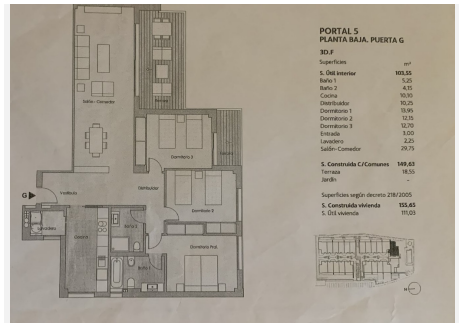 PORTAL 5
PLANTA BAJA. PUERTA G
3D.F
Superficies m²
S. Útil interior 103,55
Baño 1 5,25
Baño 2 4,15
Cocina 10,10
Distribuidor 10,25
Dormitorio 1 13,95
Dormitorio 2 12,15
Dormitorio 3 12,70
Entrada 3,00
Lavadero 2,25
Salón-Comedor 29,75
S. Construida C/Comunes 149,63
Terraza 18,55
Jardín -
Superficies según decreto 218/2005
S. Construida vivienda 155,65
S. Útil vivienda 111,03
Salón - Comedor
Terraza
Dormitorio 3
G
Vestíbulo
Distribuidor
Dormitorio 2
Lavadero
Cocina
Baño 2
Dormitorio Ppal
Baño 1
N